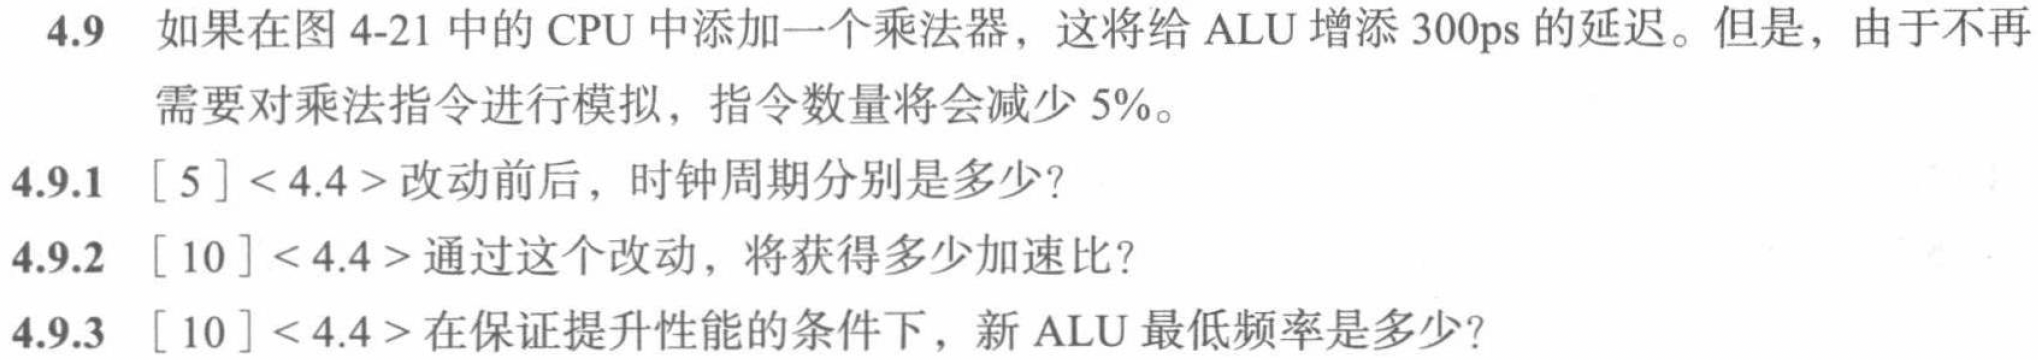 4.9 如果在图 4-21 中的 CPU 中添加一个乘法器，这将给 ALU 增添 300ps 的延迟。但是，由于不再
需要对乘法指令进行模拟，指令数量将会减少 5%。
4.9.1 [ 5 ] < 4.4 > 改动前后，时钟周期分别是多少？
4.9.2 [ 10 ] < 4.4 > 通过这个改动，将获得多少加速比？
4.9.3 [ 10 ] < 4.4 > 在保证提升性能的条件下，新 ALU 最低频率是多少？